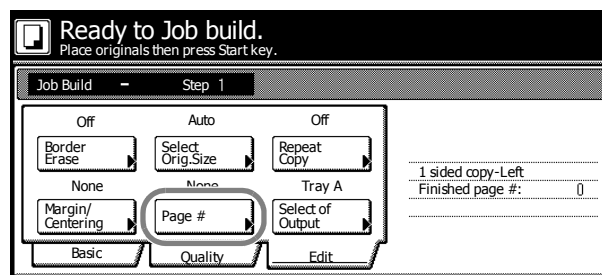 Ready to Job build.
Place originals then press Start key.
Job Build – Step 1
Off Auto Off
Border Erase Select Orig.Size Repeat Copy
None None Tray A
Margin/ Centering Page # Select of Output
Basic Quality Edit
1 sided copy-Left
Finished page #: 0